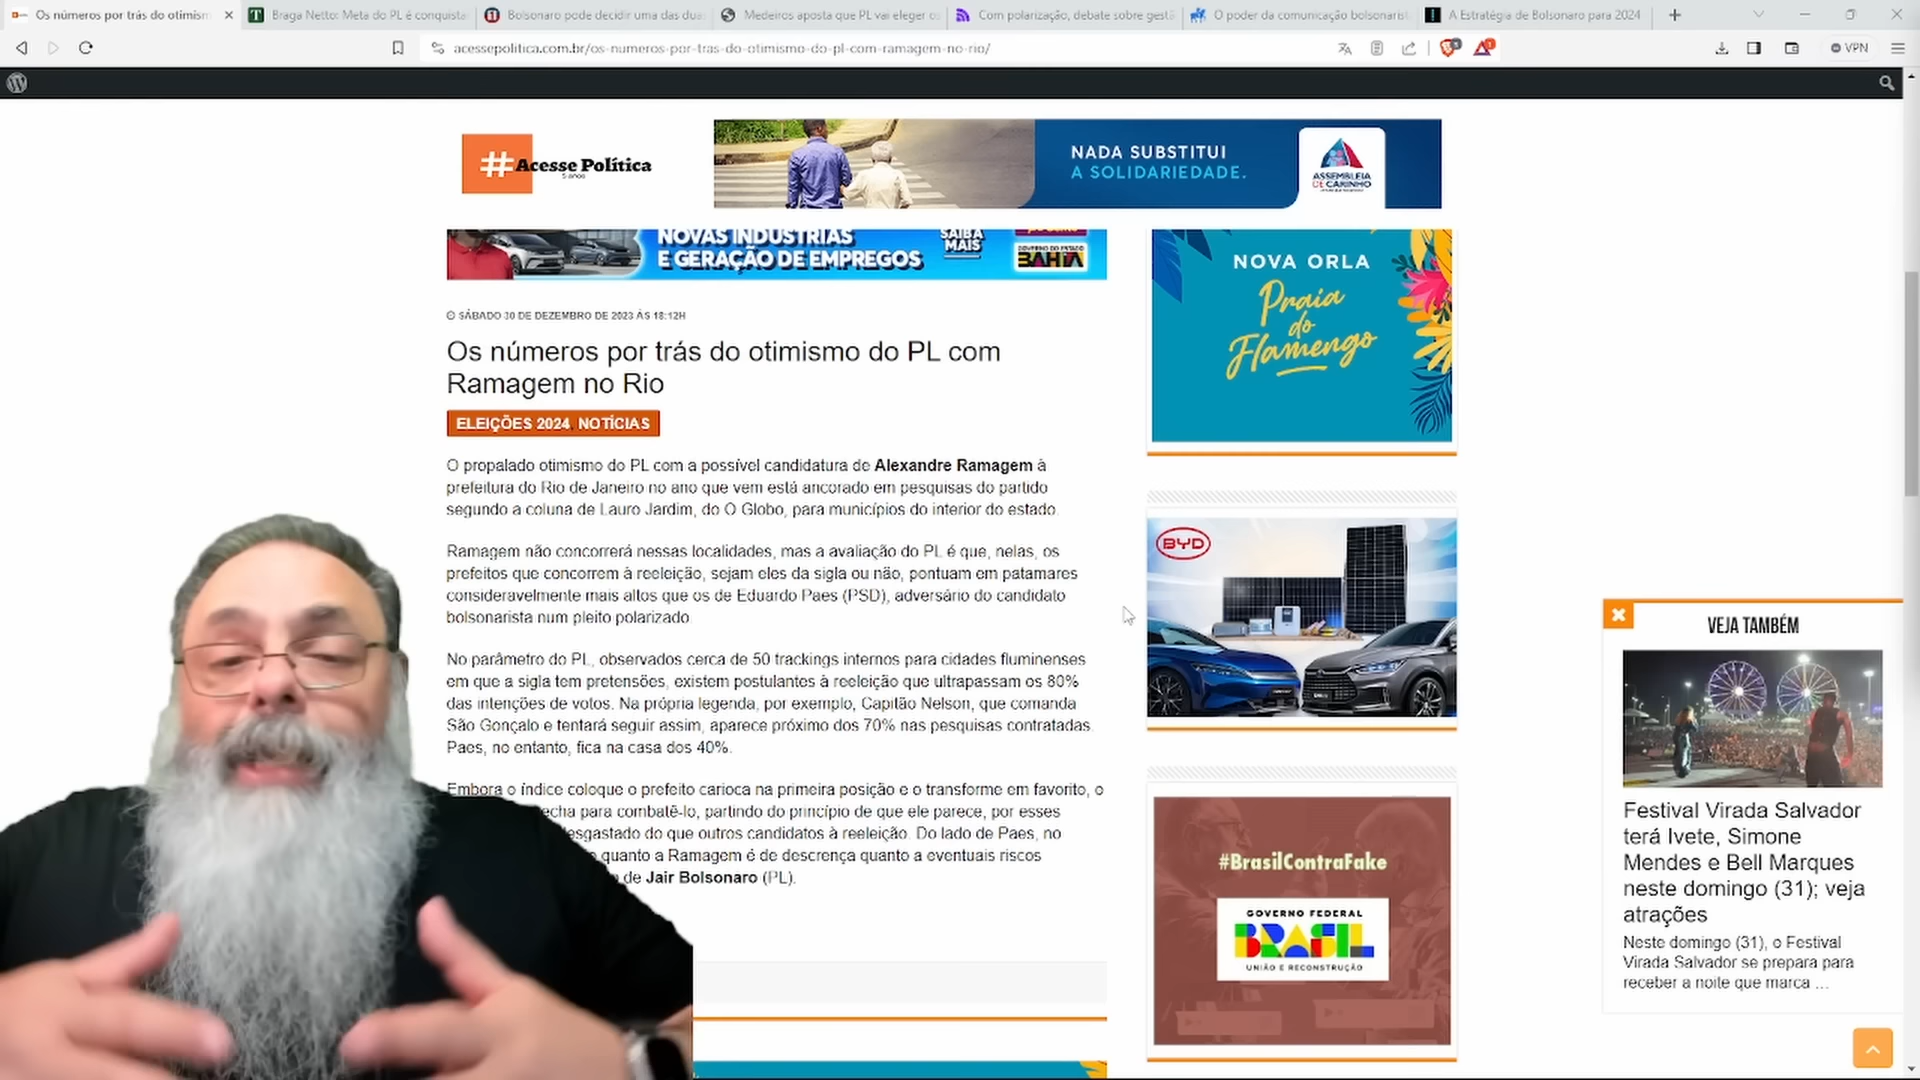 Os números por trás do otimism
Braga Netto: Meta do PL é conquista
Bolsonaro pode decidir uma das dua
Medeiros aposta que PL vai eleger o
Com polarização, debate sobre gestã
O poder da comunicação bolsonarist
A Estratégia de Bolsonaro para 2024
acessepolitica.com.br/os-numeros-por-tras-do-otimismo-do-pl-com-ramagem-no-rio/
VPN
#Acesse Política
5 anos
NADA SUBSTITUI
A SOLIDARIEDADE.
ASSEMBLEIA
DE CARINHO
NOVAS INDÚSTRIAS
E GERAÇÃO DE EMPREGOS
SAIBA
MAIS
GOVERNO DO ESTADO
BAHIA
SÁBADO 30 DE DEZEMBRO DE 2023 ÀS 18:12H
Os números por trás do otimismo do PL com
Ramagem no Rio
ELEIÇÕES 2024, NOTÍCIAS
O propalado otimismo do PL com a possível candidatura de Alexandre Ramagem à
prefeitura do Rio de Janeiro no ano que vem está ancorado em pesquisas do partido
segundo a coluna de Lauro Jardim, do O Globo, para municípios do interior do estado.
Ramagem não concorrerá nessas localidades, mas a avaliação do PL é que, nelas, os
prefeitos que concorrem à reeleição, sejam eles da sigla ou não, pontuam em patamares
consideravelmente mais altos que os de Eduardo Paes (PSD), adversário do candidato
bolsonarista num pleito polarizado
No parâmetro do PL, observados cerca de 50 trackings internos para cidades fluminenses
em que a sigla tem pretensões, existem postulantes à reeleição que ultrapassam os 80%
das intenções de votos. Na própria legenda, por exemplo, Capitão Nelson, que comanda
São Gonçalo e tentará seguir assim, aparece próximo dos 70% nas pesquisas contratadas.
Paes, no entanto, fica na casa dos 40%.
Embora o índice coloque o prefeito carioca na primeira posição e o transforme em favorito, o
echa para combatê-lo, partindo do princípio de que ele parece, por esses
esgastado do que outros candidatos à reeleição. Do lado de Paes, no
quanto a Ramagem é de descrença quanto a eventuais riscos
de Jair Bolsonaro (PL).
NOVA ORLA
Praia
do
Flamengo
BYD
#BrasilContraFake
GOVERNO FEDERAL
BRASIL
UNIÃO E RECONSTRUÇÃO
VEJA TAMBÉM
Festival Virada Salvador
terá Ivete, Simone
Mendes e Bell Marques
neste domingo (31); veja
atrações
Neste domingo (31), o Festival
Virada Salvador se prepara para
receber a noite que marca ...